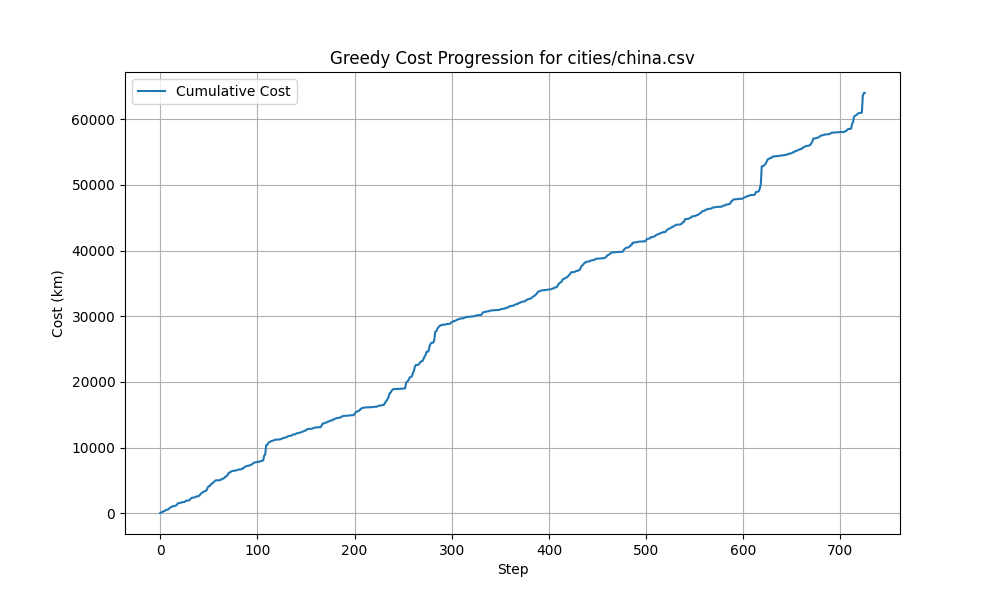 Greedy Cost Progression for cities/china.csv
Cumulative Cost
60000
50000
40000
30000
20000
10000
0
Cost (km)
0 100 200 300 400 500 600 700
Step